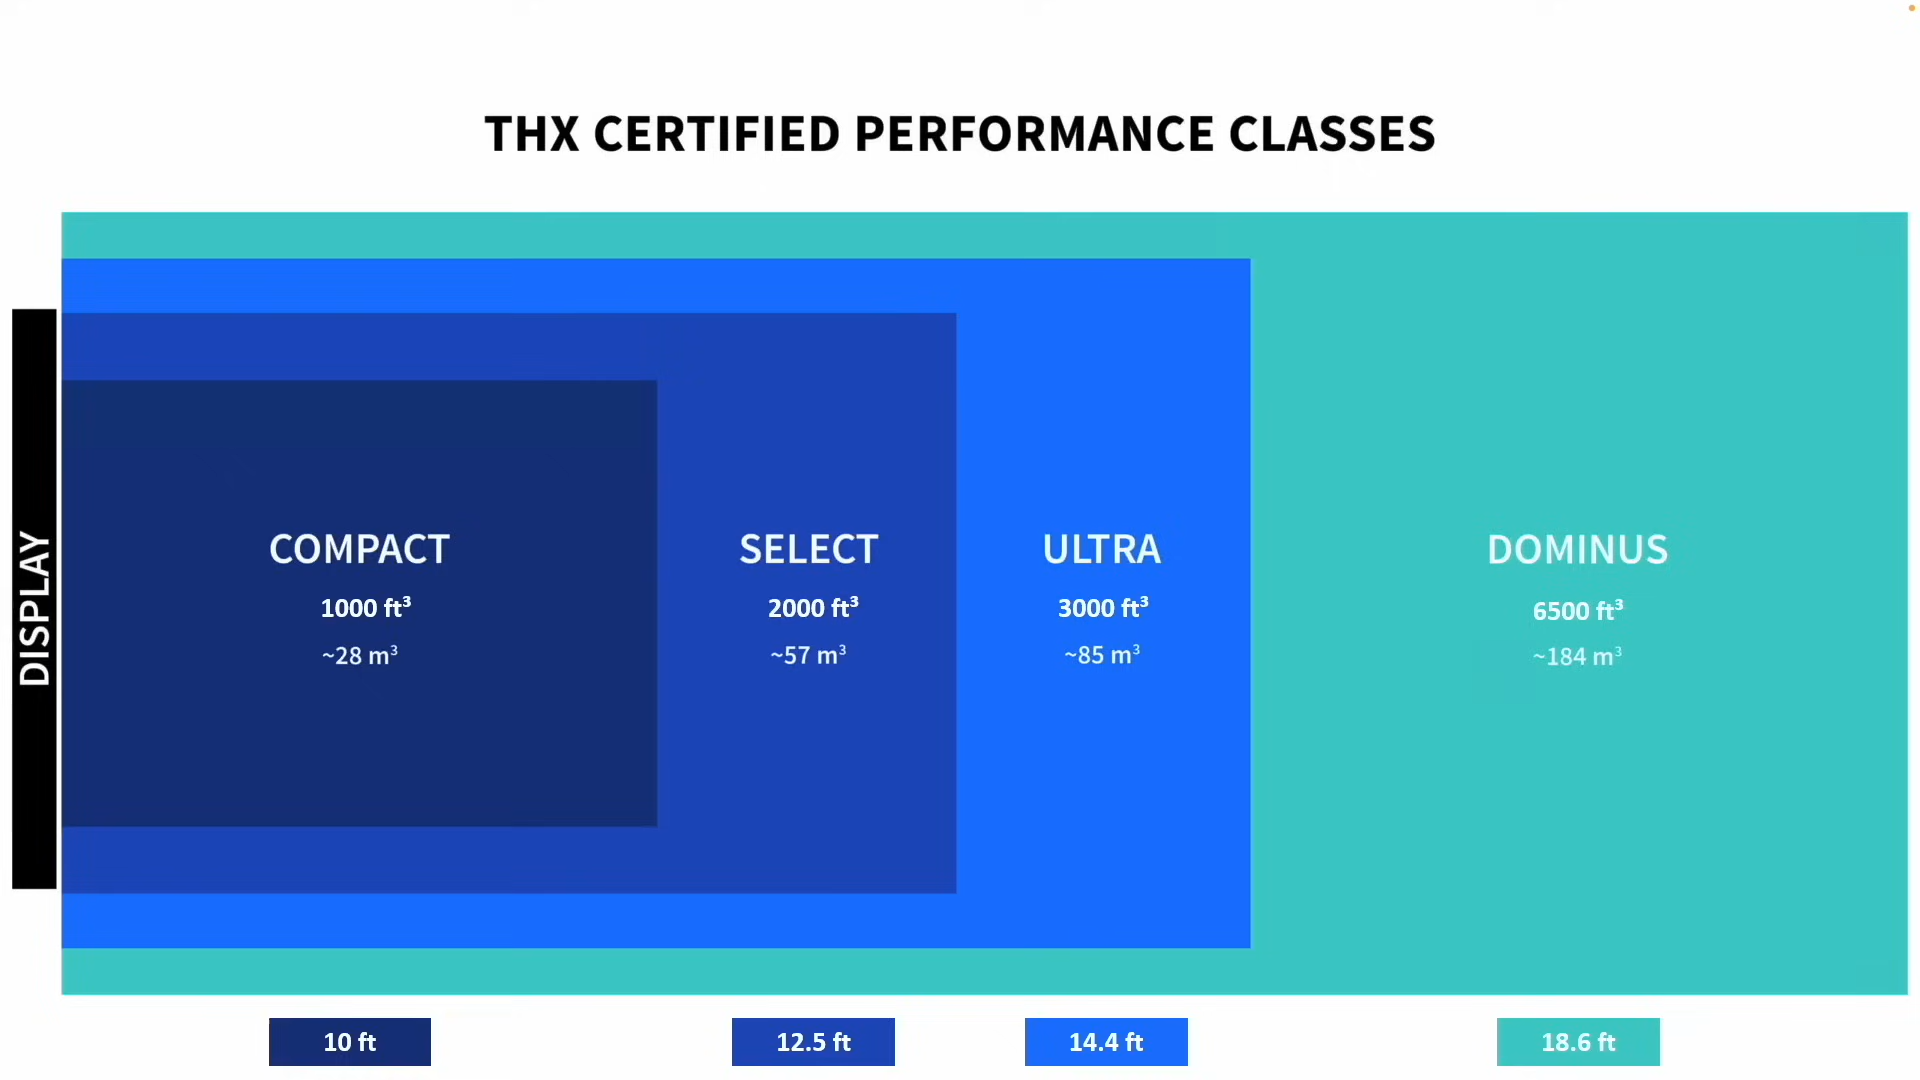 THX CERTIFIED PERFORMANCE CLASSES
DISPLAY
COMPACT
1000 ft³
~28 m³
SELECT
2000 ft³
~57 m³
ULTRA
3000 ft³
~85 m³
DOMINUS
6500 ft³
~184 m³
10 ft
12.5 ft
14.4 ft
18.6 ft